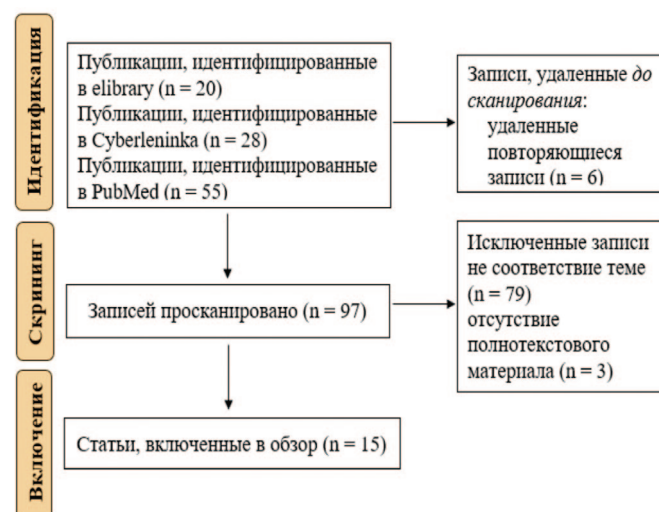 Идентификация
Публикации, идентифицированные
в elibrary (n = 20)
Публикации, идентифицированные
в Cyberleninka (n = 28)
Публикации, идентифицированные
в PubMed (n = 55)
Записи, удаленные до
сканирования:
удаленные
повторяющиеся
записи (n = 6)
Скрининг
Записей просканировано (n = 97)
Исключенные записи
не соответствие теме
(n = 79)
отсутствие
полнотекстового
материала (n = 3)
Включение
Статьи, включенные в обзор (n = 15)